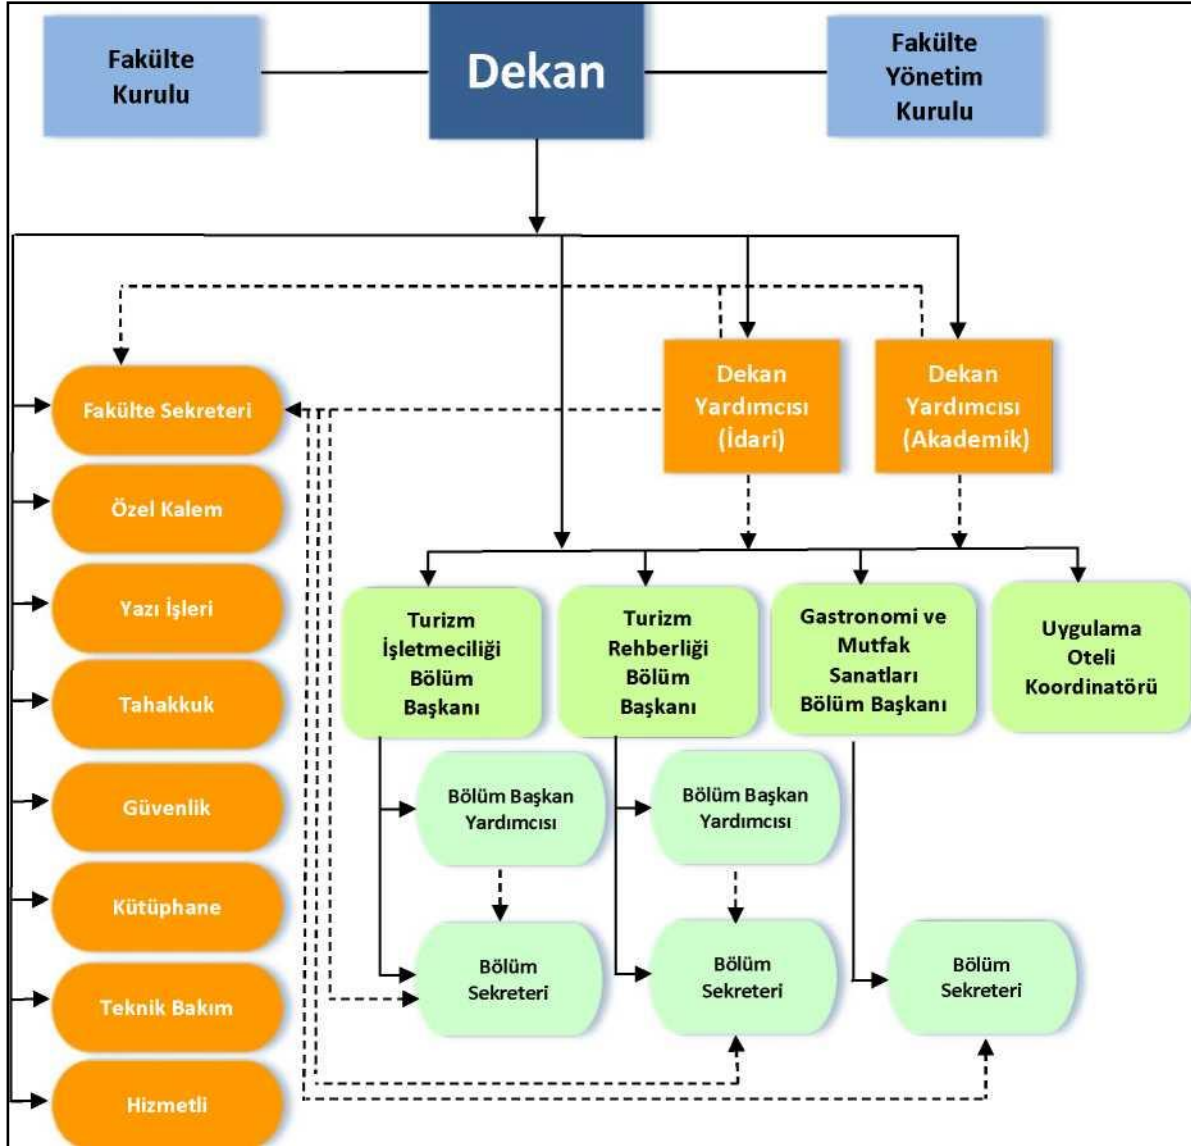 Fakülte
Kurulu
Dekan
Fakülte
Yönetim
Kurulu
Dekan
Yardımcısı
(İdari)
Dekan
Yardımcısı
(Akademik)
Fakülte Sekreteri
Özel Kalem
Yazı İşleri
Tahakkuk
Güvenlik
Kütüphane
Teknik Bakım
Hizmetli
Turizm
İşletmeciliği
Bölüm
Başkanı
Turizm
Rehberliği
Bölüm
Başkanı
Gastronomi ve
Mutfak
Sanatları
Bölüm Başkanı
Uygulama
Oteli
Koordinatörü
Bölüm Başkan
Yardımcısı
Bölüm Başkan
Yardımcısı
Bölüm
Sekreteri
Bölüm
Sekreteri
Bölüm
Sekreteri